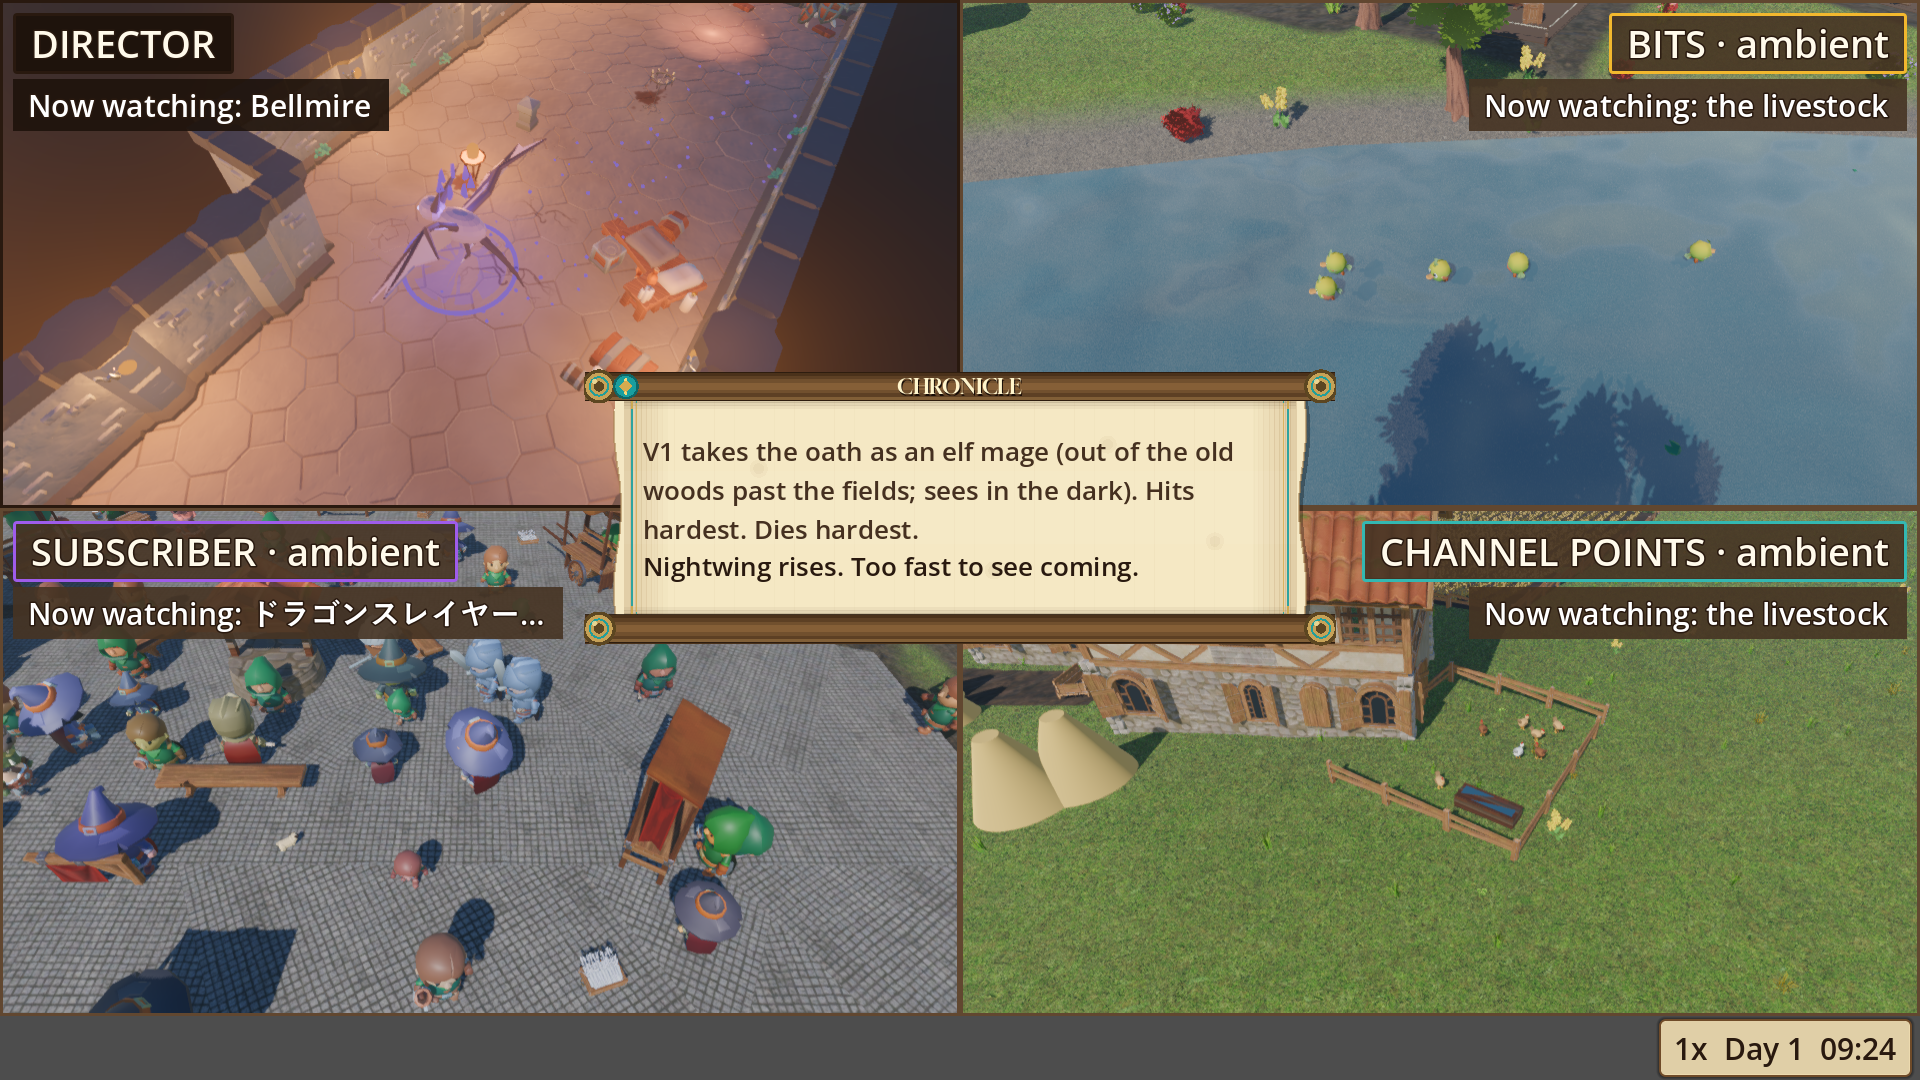 DIRECTOR
Now watching: Bellmire
BITS · ambient
Now watching: the livestock
CHRONICLE
V1 takes the oath as an elf mage (out of the old
woods past the fields; sees in the dark). Hits
hardest. Dies hardest.
Nightwing rises. Too fast to see coming.
SUBSCRIBER · ambient
Now watching: ドラゴンスレイヤー...
CHANNEL POINTS · ambient
Now watching: the livestock
1x Day 1 09:24